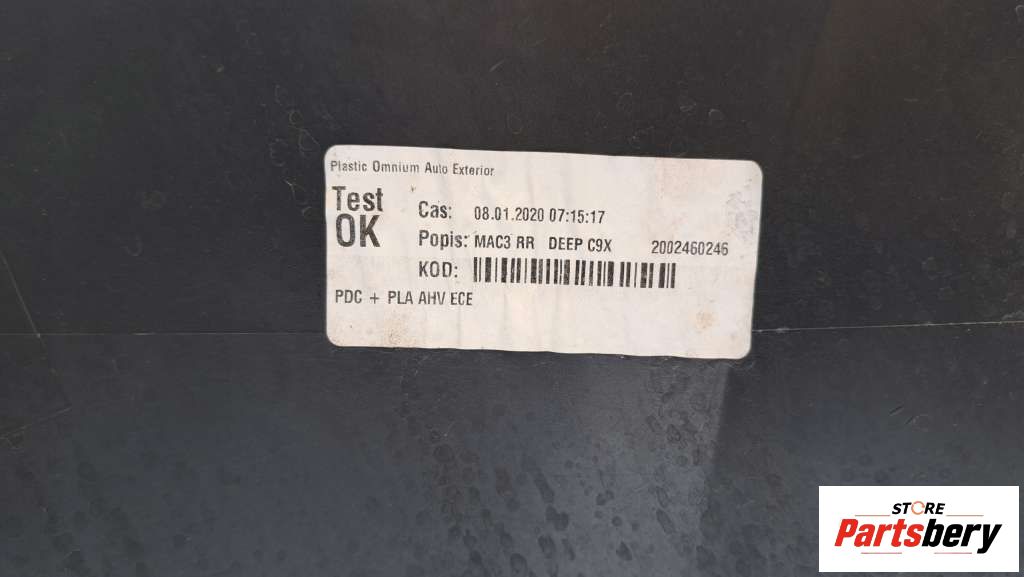 Plastic Omnium Auto Exterior
Test OK
Cas: 08.01.2020 07:15:17
Popis: MAC3 RR DEEP C9X 2002460246
KOD:
PDC + PLA AHV ECE
STORE
Partsbery